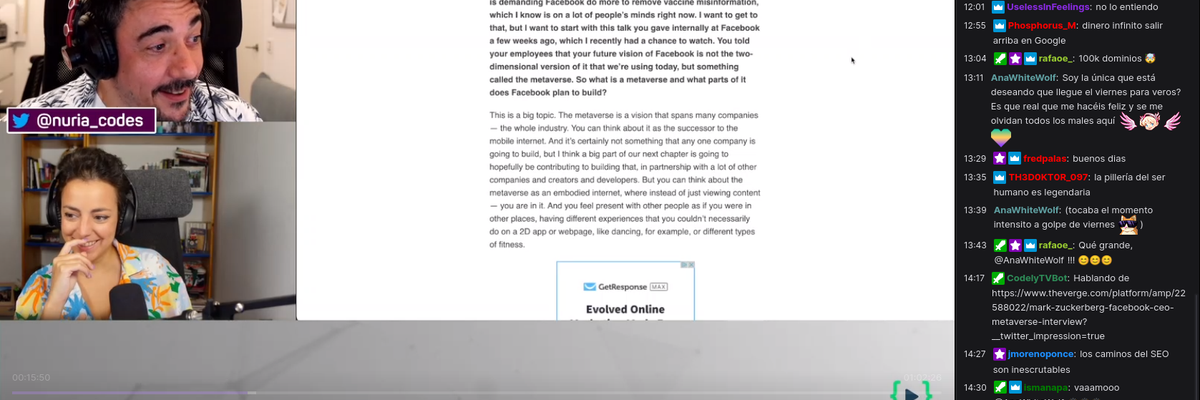 @nuria_codes
is demanding Facebook do more to remove vaccine misinformation,
which I know is on a lot of people's minds right now. I want to get to
that, but I want to start with this talk you gave internally at Facebook
a few weeks ago, which I recently had a chance to watch. You told
your employees that your future vision of Facebook is not the two-
dimensional version of it that we're using today, but something
called the metaverse. So what is a metaverse and what parts of it
does Facebook plan to build?
This is a big topic. The metaverse is a vision that spans many companies
— the whole industry. You can think about it as the successor to the
mobile internet. And it's certainly not something that any one company is
going to build, but I think a big part of our next chapter is going to
hopefully be contributing to building that, in partnership with a lot of other
companies and creators and developers. But you can think about the
metaverse as an embodied internet, where instead of just viewing content
— you are in it. And you feel present with other people as if you were in
other places, having different experiences that you couldn't necessarily
do on a 2D app or webpage, like dancing, for example, or different types
of fitness.
GetResponse MAX
Evolved Online
00:15:50
12:01 UselessInFeelings: no lo entiendo
12:55 Phosphorus_M: dinero infinito salir
arriba en Google
13:04 rafaoe_: 100k dominios 🤯
13:11 AnaWhiteWolf: Soy la única que está
deseando que llegue el viernes para veros?
Es que real que me hacéis feliz y se me
olvidan todos los males aquí
13:29 fredpalas: buenos dias
13:35 TH3D0KT0R_097: la pillería del ser
humano es legendaria
13:39 AnaWhiteWolf: (tocaba el momento
intensito a golpe de viernes )
13:43 rafaoe_: Qué grande,
@AnaWhiteWolf !!! 😊😊😊
14:17 CodelyTVBot: Hablando de
https://www.theverge.com/platform/amp/22
588022/mark-zuckerberg-facebook-ceo-
metaverse-interview?
__twitter_impression=true
14:27 jmorenoponce: los caminos del SEO
son inescrutables
14:30 ismanapa: vaaamooo